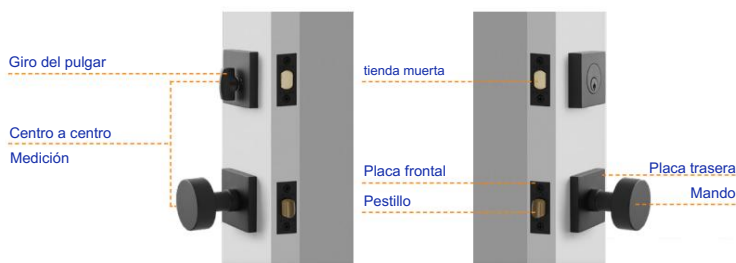 Giro del pulgar
Centro a centro
Medición
tienda muerta
Placa frontal
Pestillo
Placa trasera
Mando